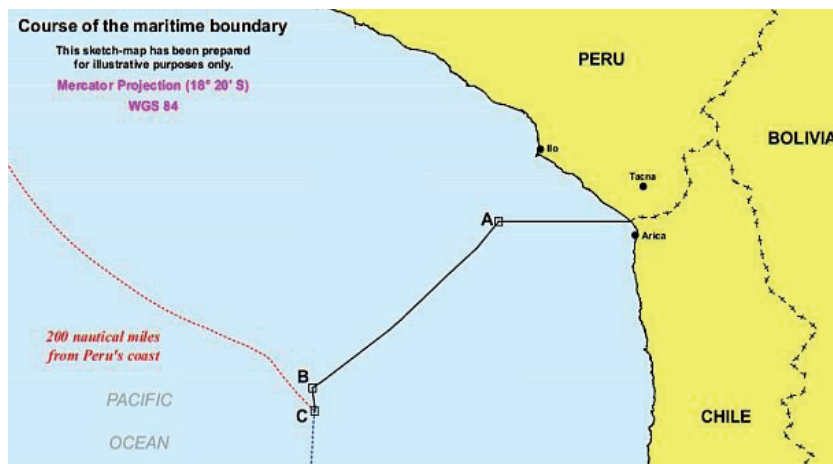 Course of the maritime boundary
This sketch-map has been prepared
for illustrative purposes only.
Mercator Projection (18° 20' S)
WGS 84
PERU
BOLIVIA
Ilo
Tacna
A
Arica
200 nautical miles
from Peru's coast
B
PACIFIC
C
CHILE
OCEAN